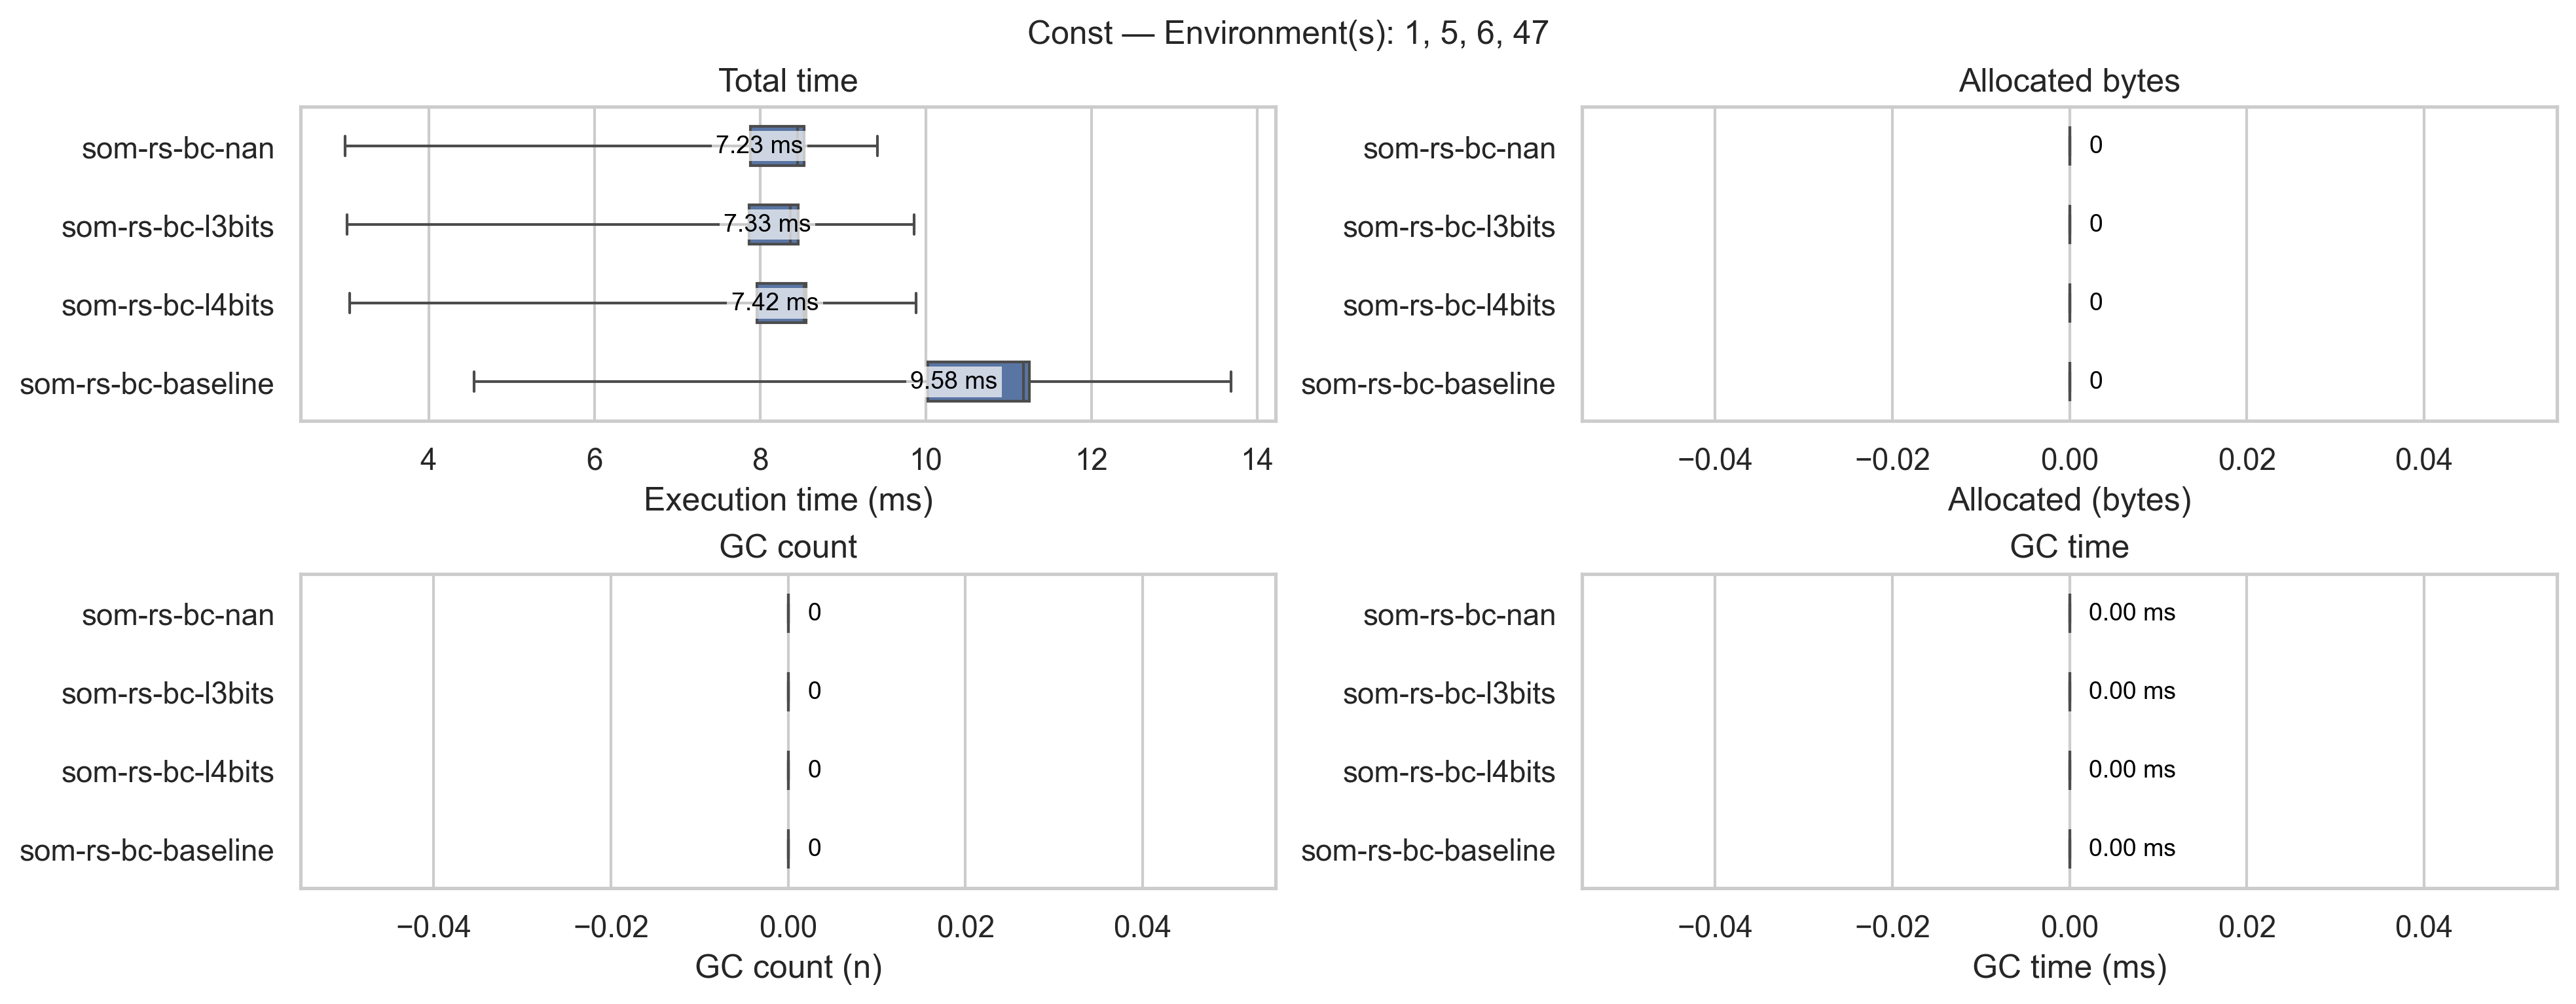 Const — Environment(s): 1, 5, 6, 47
Total time
som-rs-bc-nan
7.23 ms
som-rs-bc-l3bits
7.33 ms
som-rs-bc-l4bits
7.42 ms
som-rs-bc-baseline
9.58 ms
4 6 8 10 12 14
Execution time (ms)
Allocated bytes
som-rs-bc-nan
0
som-rs-bc-l3bits
0
som-rs-bc-l4bits
0
som-rs-bc-baseline
0
−0.04 −0.02 0.00 0.02 0.04
Allocated (bytes)
GC count
som-rs-bc-nan
0
som-rs-bc-l3bits
0
som-rs-bc-l4bits
0
som-rs-bc-baseline
0
−0.04 −0.02 0.00 0.02 0.04
GC count (n)
GC time
som-rs-bc-nan
0.00 ms
som-rs-bc-l3bits
0.00 ms
som-rs-bc-l4bits
0.00 ms
som-rs-bc-baseline
0.00 ms
−0.04 −0.02 0.00 0.02 0.04
GC time (ms)